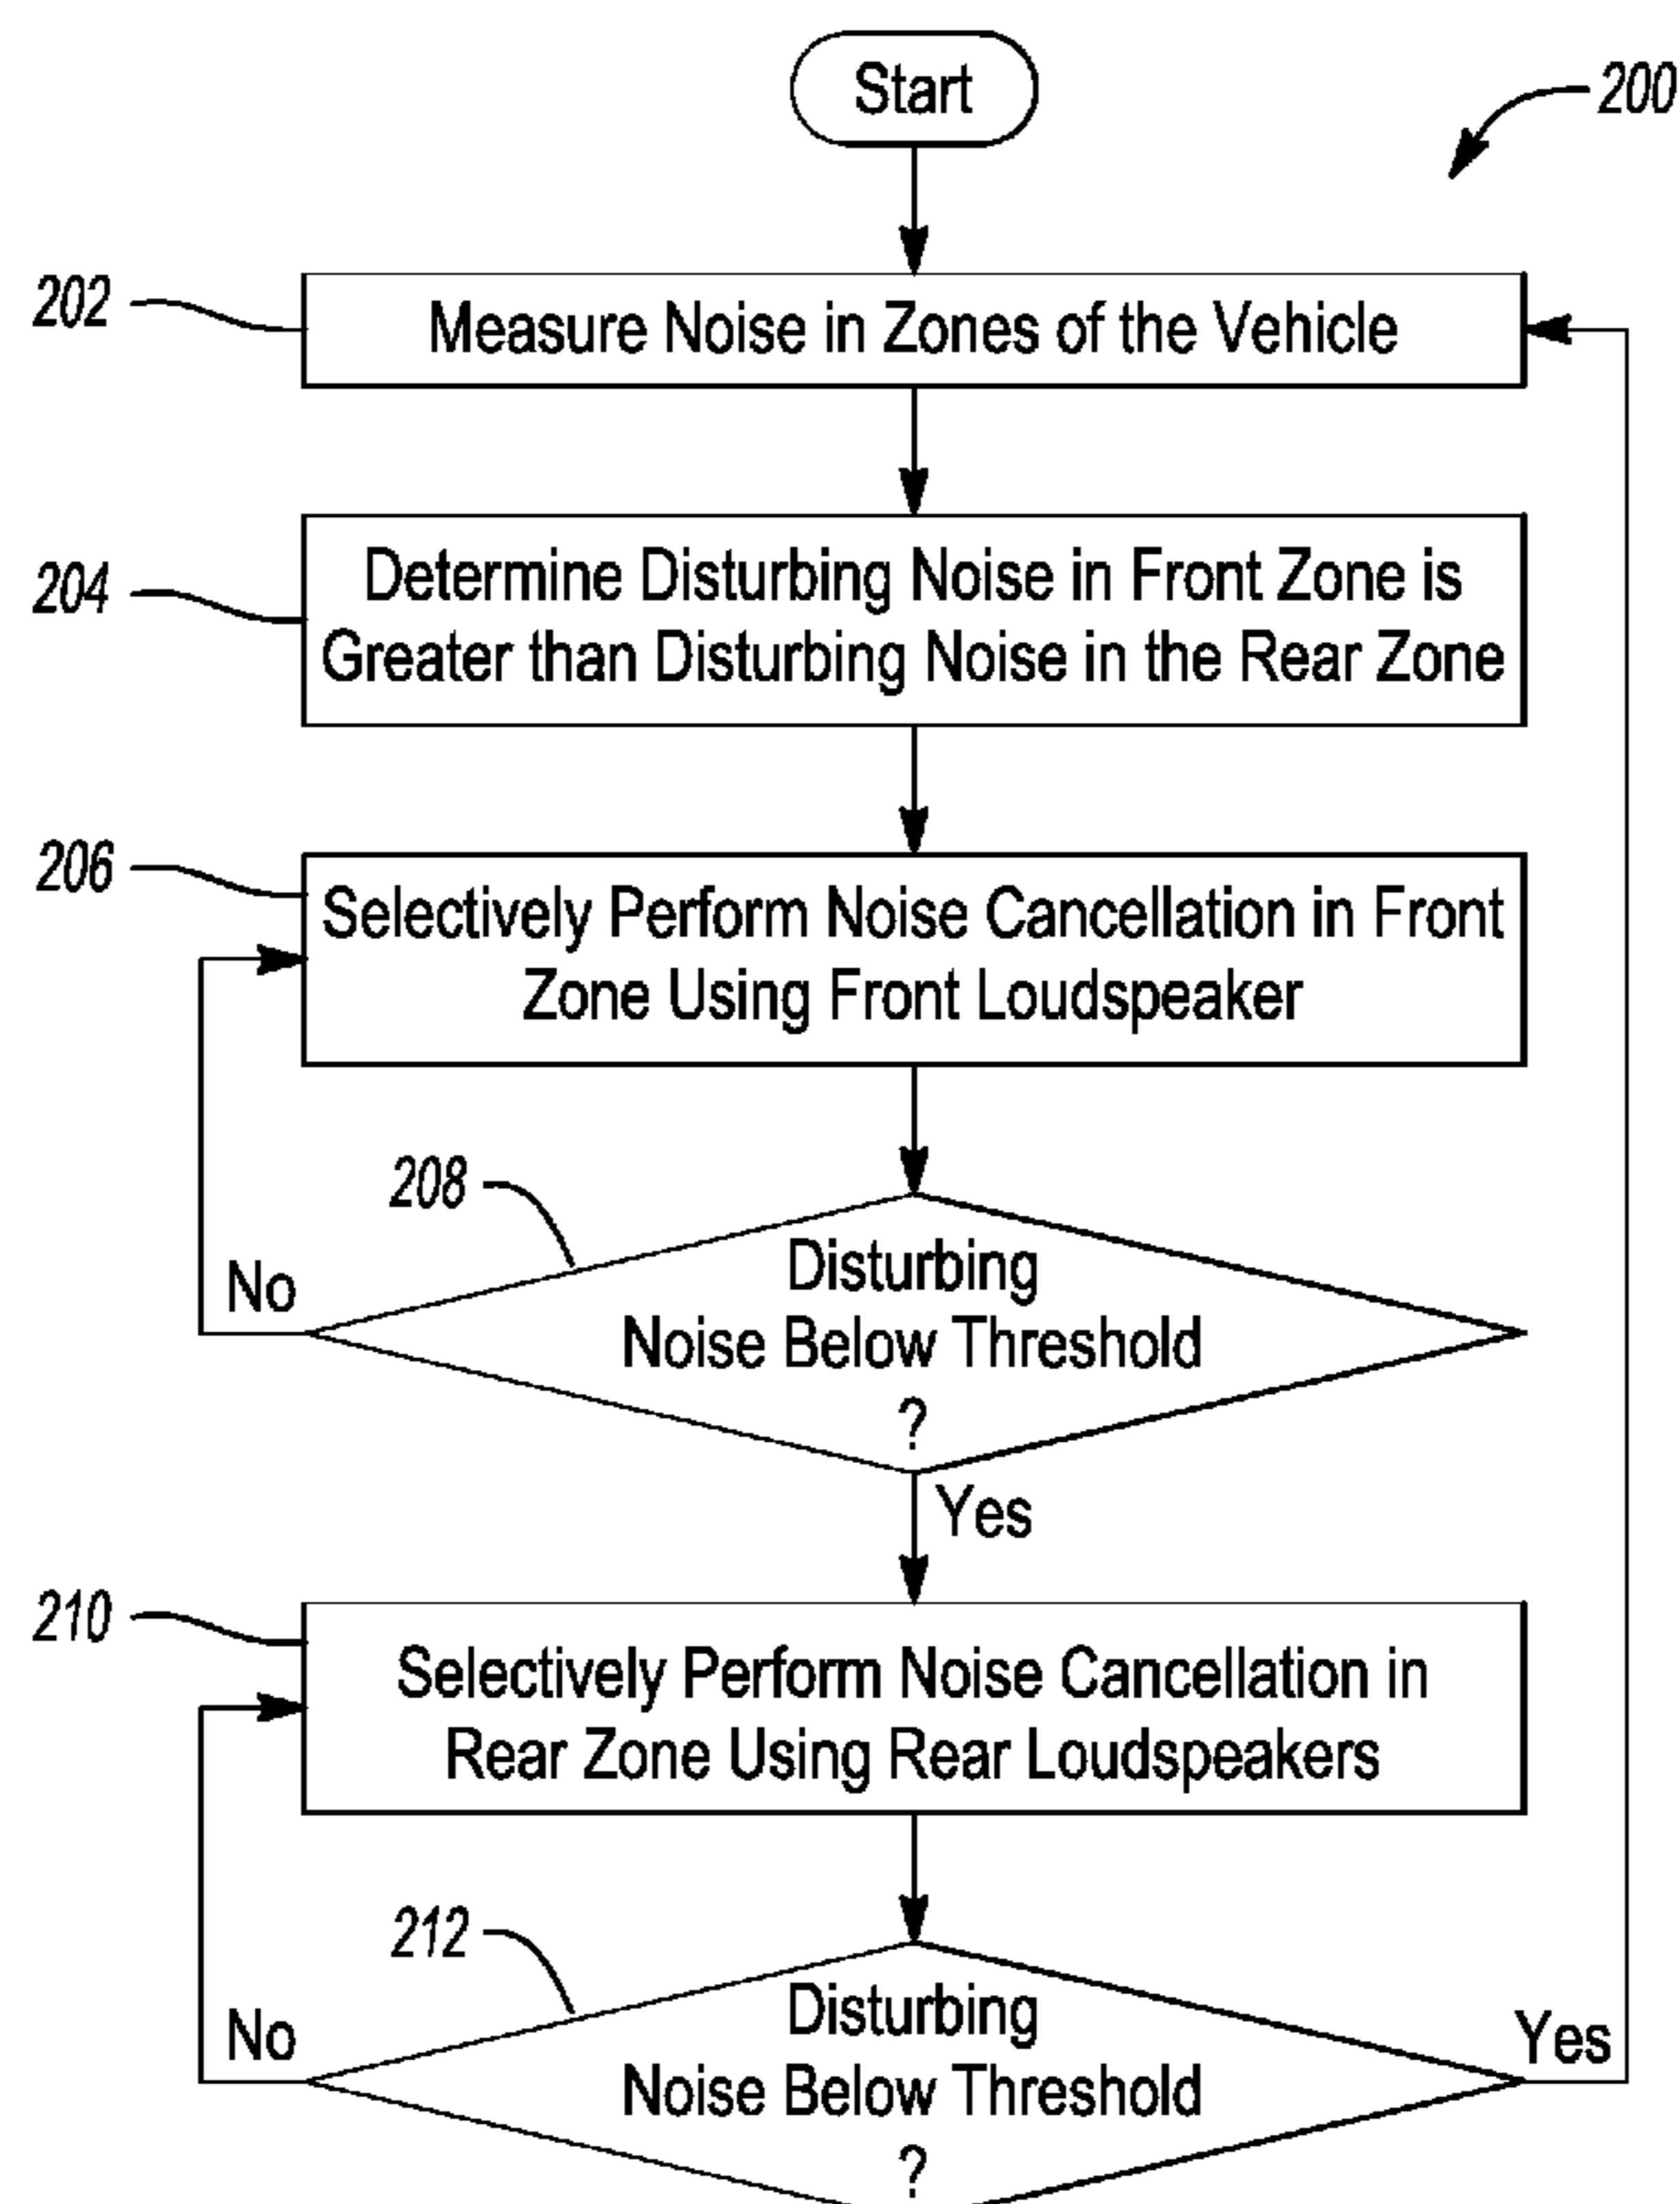 Start
200
202
Measure Noise in Zones of the Vehicle
204
Determine Disturbing Noise in Front Zone is
Greater than Disturbing Noise in the Rear Zone
206
Selectively Perform Noise Cancellation in Front
Zone Using Front Loudspeaker
208
No
Disturbing
Noise Below Threshold
?
Yes
210
Selectively Perform Noise Cancellation in
Rear Zone Using Rear Loudspeakers
212
No
Disturbing
Noise Below Threshold
?
Yes